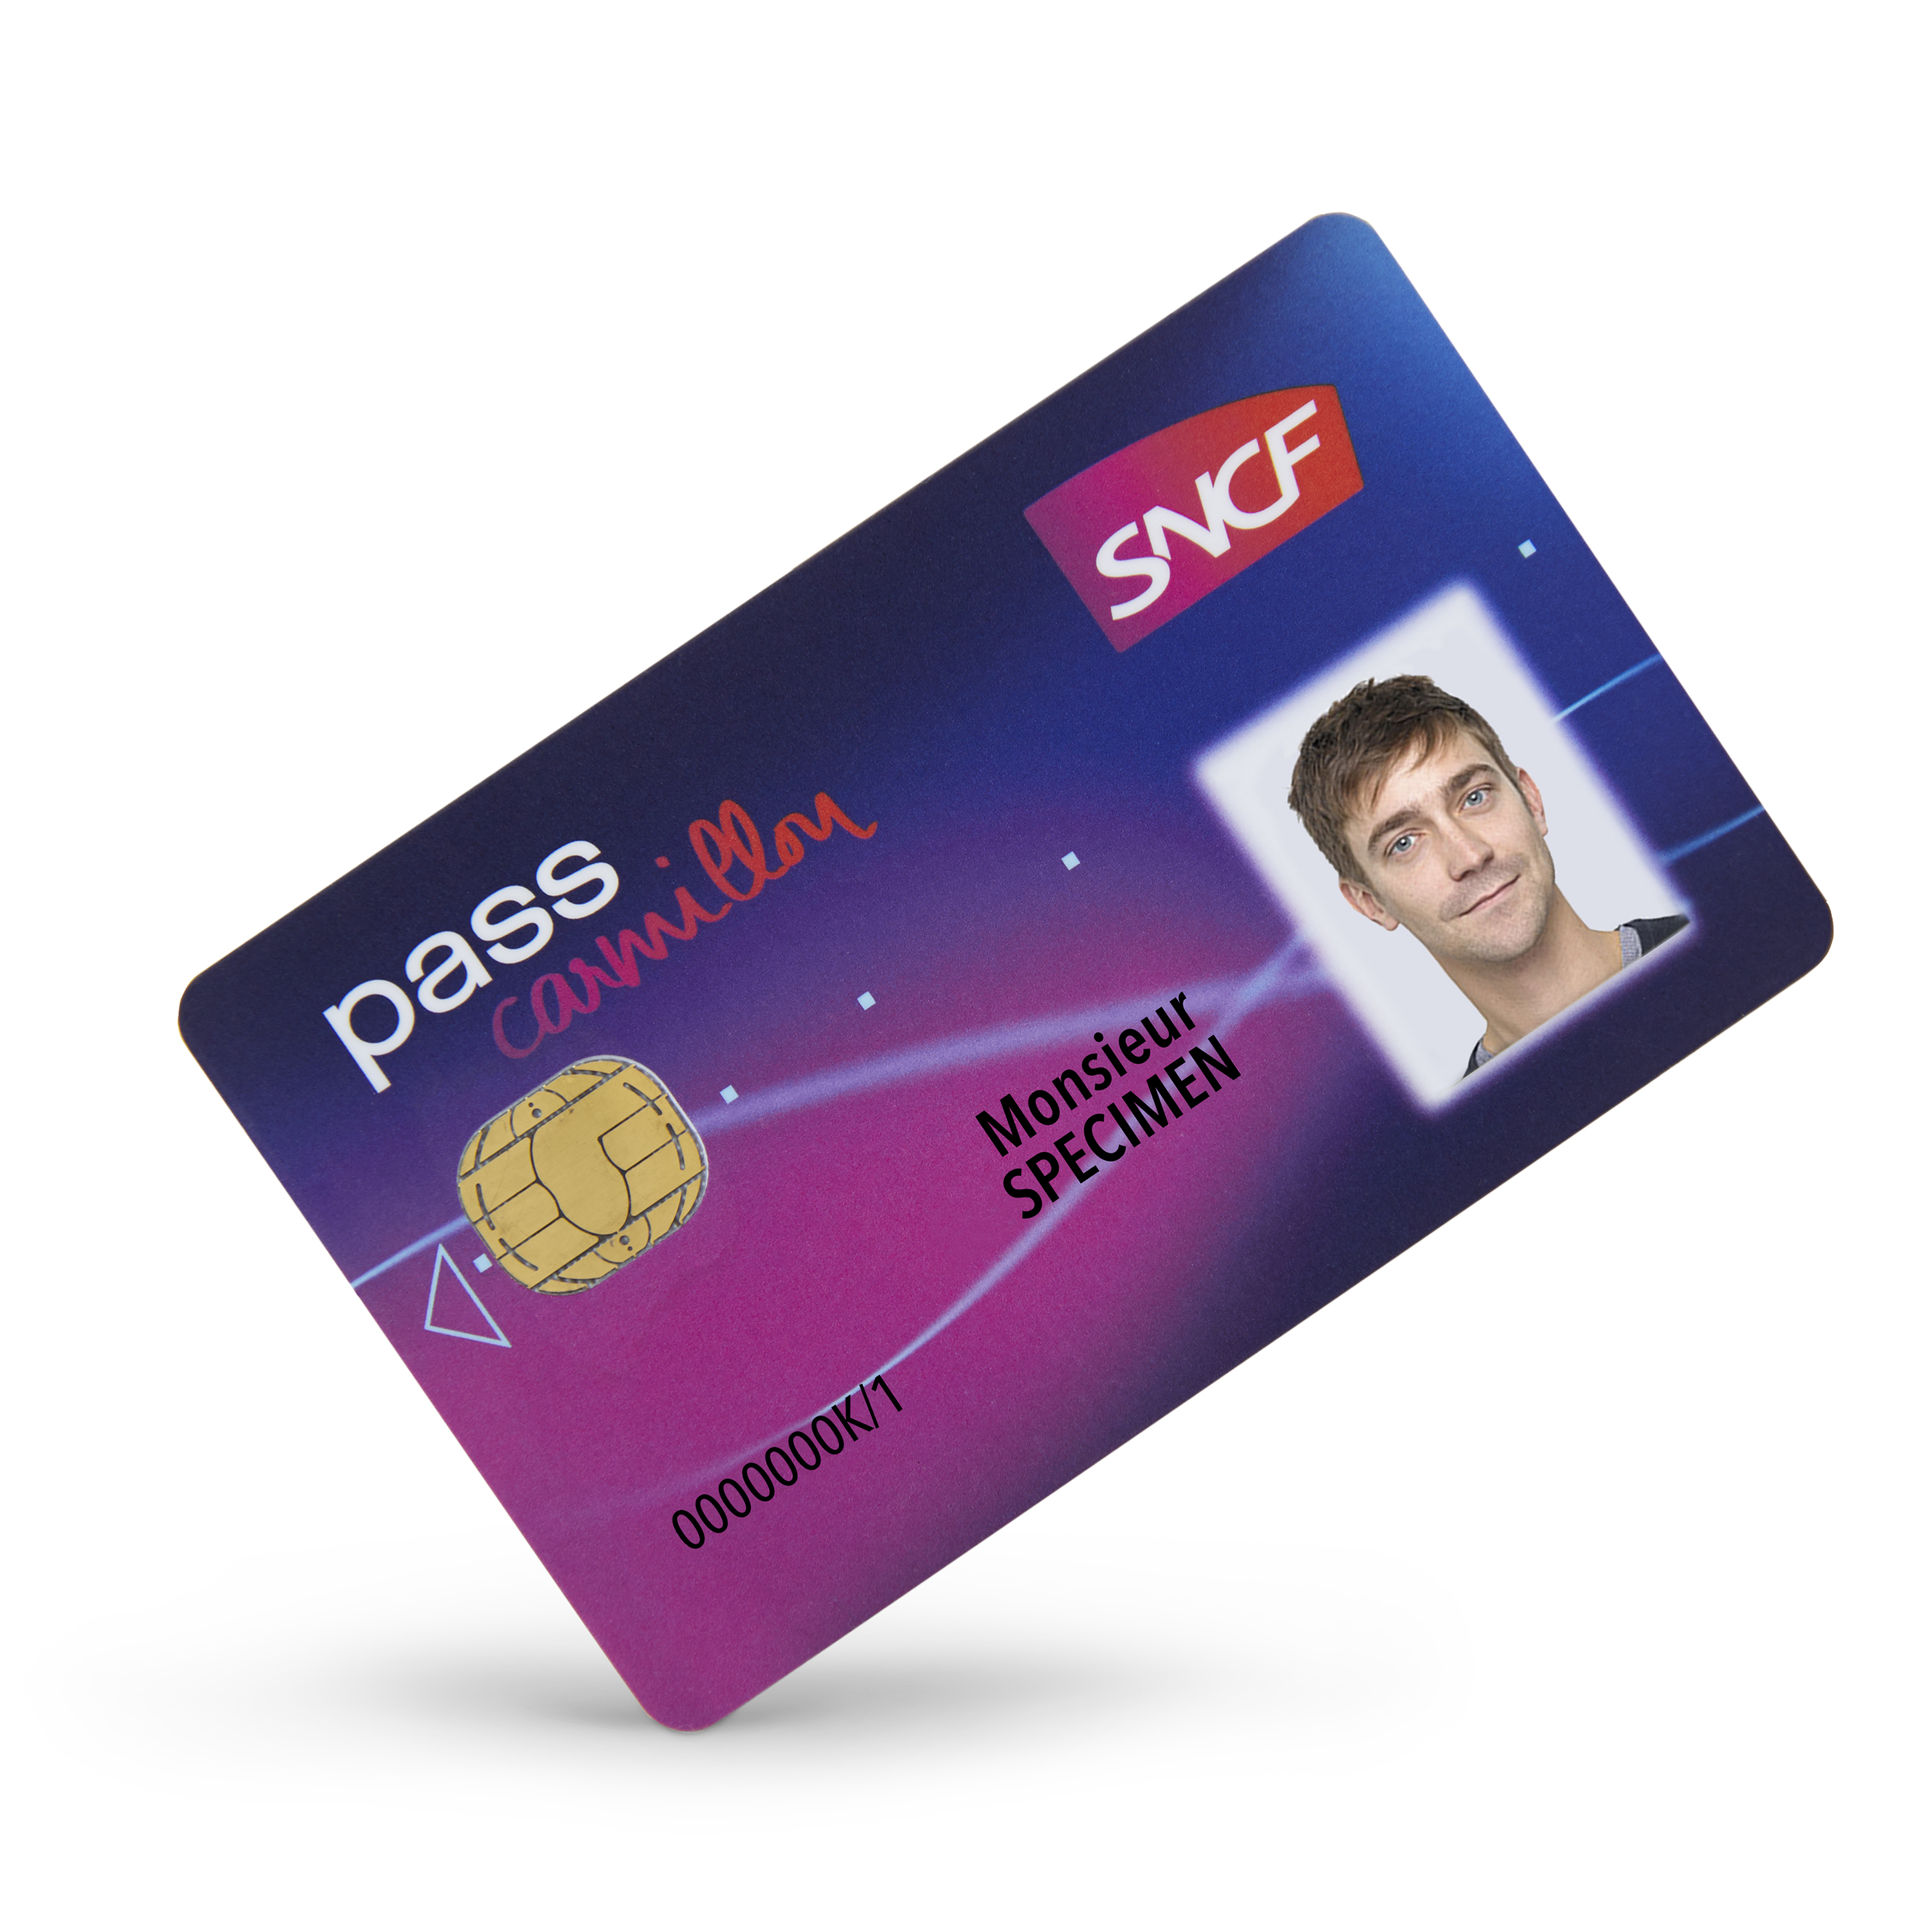 SNCF
pass
carmillon
Monsieur
SPECIMEN
0000000K/1